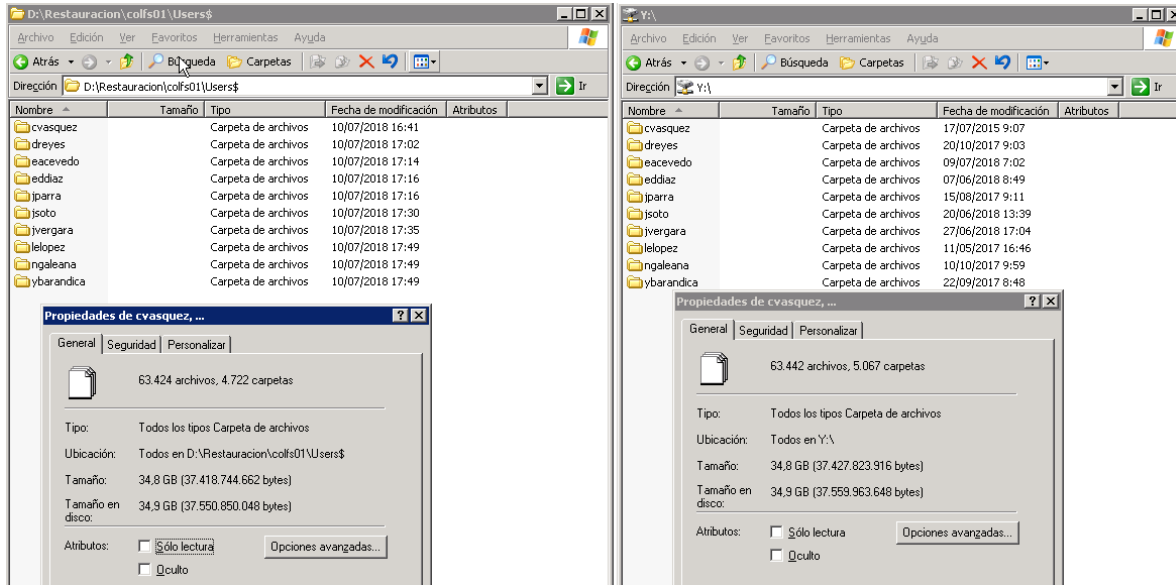 D:\Restauracion\colfs01\Users$
Archivo Edición Ver Favoritos Herramientas Ayuda
Atrás Búsqueda Carpetas
Dirección D:\Restauracion\colfs01\Users$ Ir
Nombre Tamaño Tipo Fecha de modificación Atributos
cvasquez Carpeta de archivos 10/07/2018 16:41
dreyes Carpeta de archivos 10/07/2018 17:02
eacevedo Carpeta de archivos 10/07/2018 17:14
eddiaz Carpeta de archivos 10/07/2018 17:16
jparra Carpeta de archivos 10/07/2018 17:16
jsoto Carpeta de archivos 10/07/2018 17:30
jvergara Carpeta de archivos 10/07/2018 17:35
lelopez Carpeta de archivos 10/07/2018 17:49
ngaleana Carpeta de archivos 10/07/2018 17:49
ybarandica Carpeta de archivos 10/07/2018 17:49
Propiedades de cvasquez, ...
General Seguridad Personalizar
63.424 archivos, 4.722 carpetas
Tipo: Todos los tipos Carpeta de archivos
Ubicación: Todos en D:\Restauracion\colfs01\Users$
Tamaño: 34,8 GB (37.418.744.662 bytes)
Tamaño en disco: 34,9 GB (37.550.850.048 bytes)
Atributos: Sólo lectura Opciones avanzadas...
Oculto
Y:\
Archivo Edición Ver Favoritos Herramientas Ayuda
Atrás Búsqueda Carpetas
Dirección Y:\ Ir
Nombre Tamaño Tipo Fecha de modificación Atributos
cvasquez Carpeta de archivos 17/07/2015 9:07
dreyes Carpeta de archivos 20/10/2017 9:03
eacevedo Carpeta de archivos 09/07/2018 7:02
eddiaz Carpeta de archivos 07/06/2018 8:49
jparra Carpeta de archivos 15/08/2017 9:11
jsoto Carpeta de archivos 20/06/2018 13:39
jvergara Carpeta de archivos 27/06/2018 17:04
lelopez Carpeta de archivos 11/05/2017 16:46
ngaleana Carpeta de archivos 10/10/2017 9:59
ybarandica Carpeta de archivos 22/09/2017 8:48
Propiedades de cvasquez, ...
General Seguridad Personalizar
63.442 archivos, 5.067 carpetas
Tipo: Todos los tipos Carpeta de archivos
Ubicación: Todos en Y:\
Tamaño: 34,8 GB (37.427.823.916 bytes)
Tamaño en disco: 34,9 GB (37.559.963.648 bytes)
Atributos: Sólo lectura Opciones avanzadas...
Oculto